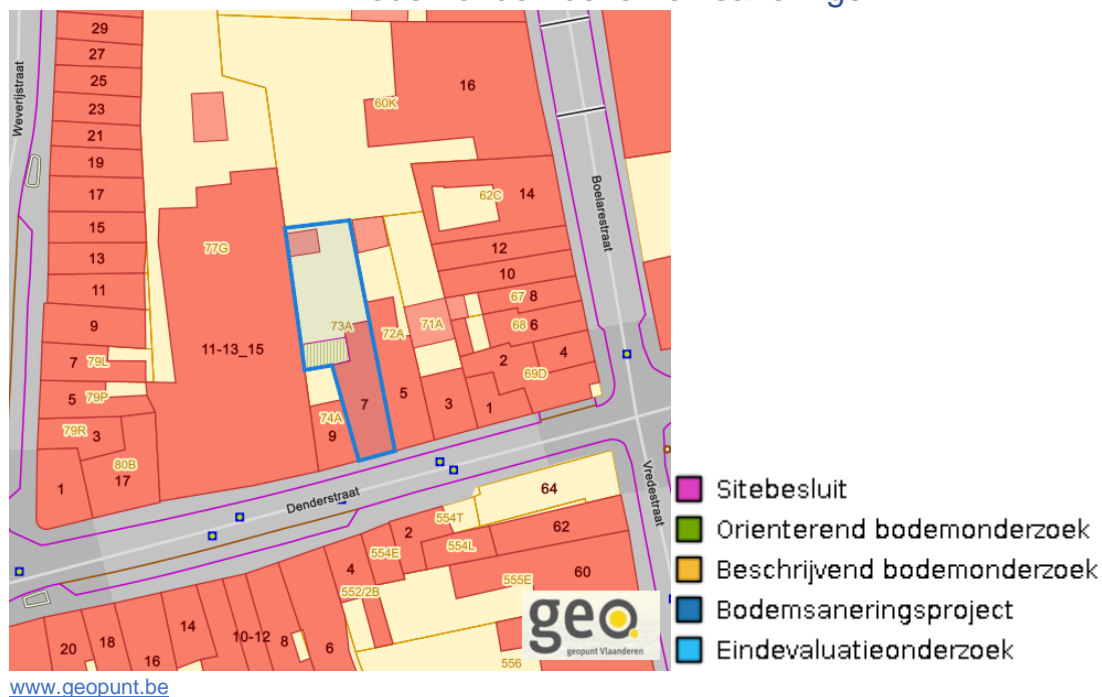 29
27
25
23
21
19
17
15
13
11
9
7 79L
5 79P
79R 3
1
80B
17
Weverijstraat
60K
16
62C 14
12
10
67 8
68 6
2 4
69D
1
Boelarestraat
77G
11-13_15
73A
72A
71A
7
5
3
74A
9
Denderstraat
Vredestraat
64
62
60
554T
554L
2
554E
4
552/2B
555E
556
20
18
16
14
10-12
8
6
geo
geopunt Vlaanderen
Sitebesluit
Orienterend bodemonderzoek
Beschrijvend bodemonderzoek
Bodemsaneringsproject
Eindevaluatieonderzoek
www.geopunt.be